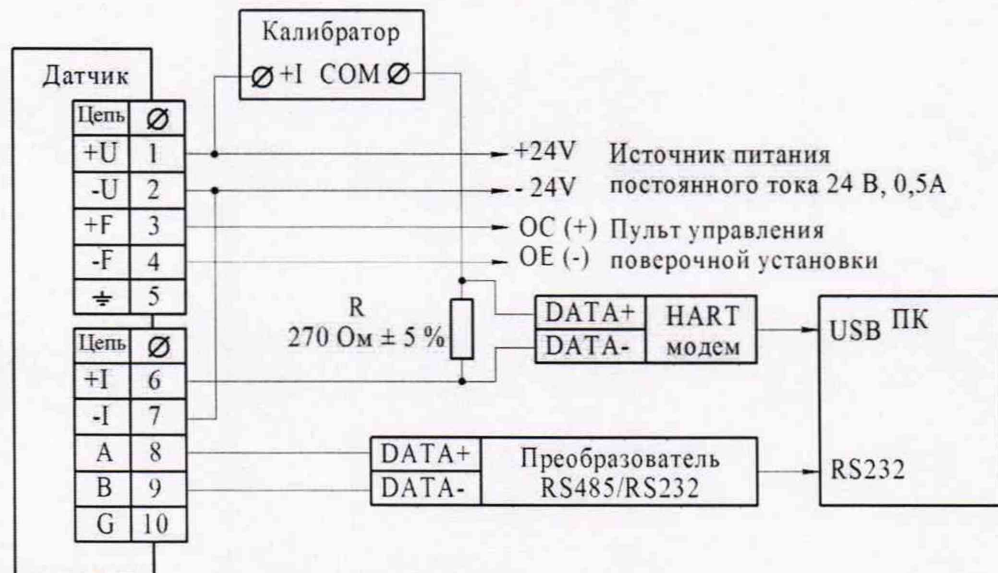 Калибратор
Ø +I COM Ø
Датчик
Цепь Ø
+U 1
-U 2
+F 3
-F 4
⏚ 5
Цепь Ø
+I 6
-I 7
A 8
B 9
G 10
+24V Источник питания
- 24V постоянного тока 24 В, 0,5А
OC (+) Пульт управления
OE (-) поверочной установки
R
270 Ом ± 5 %
DATA+ HART
DATA- модем
USB ПК
DATA+ Преобразователь
DATA- RS485/RS232
RS232